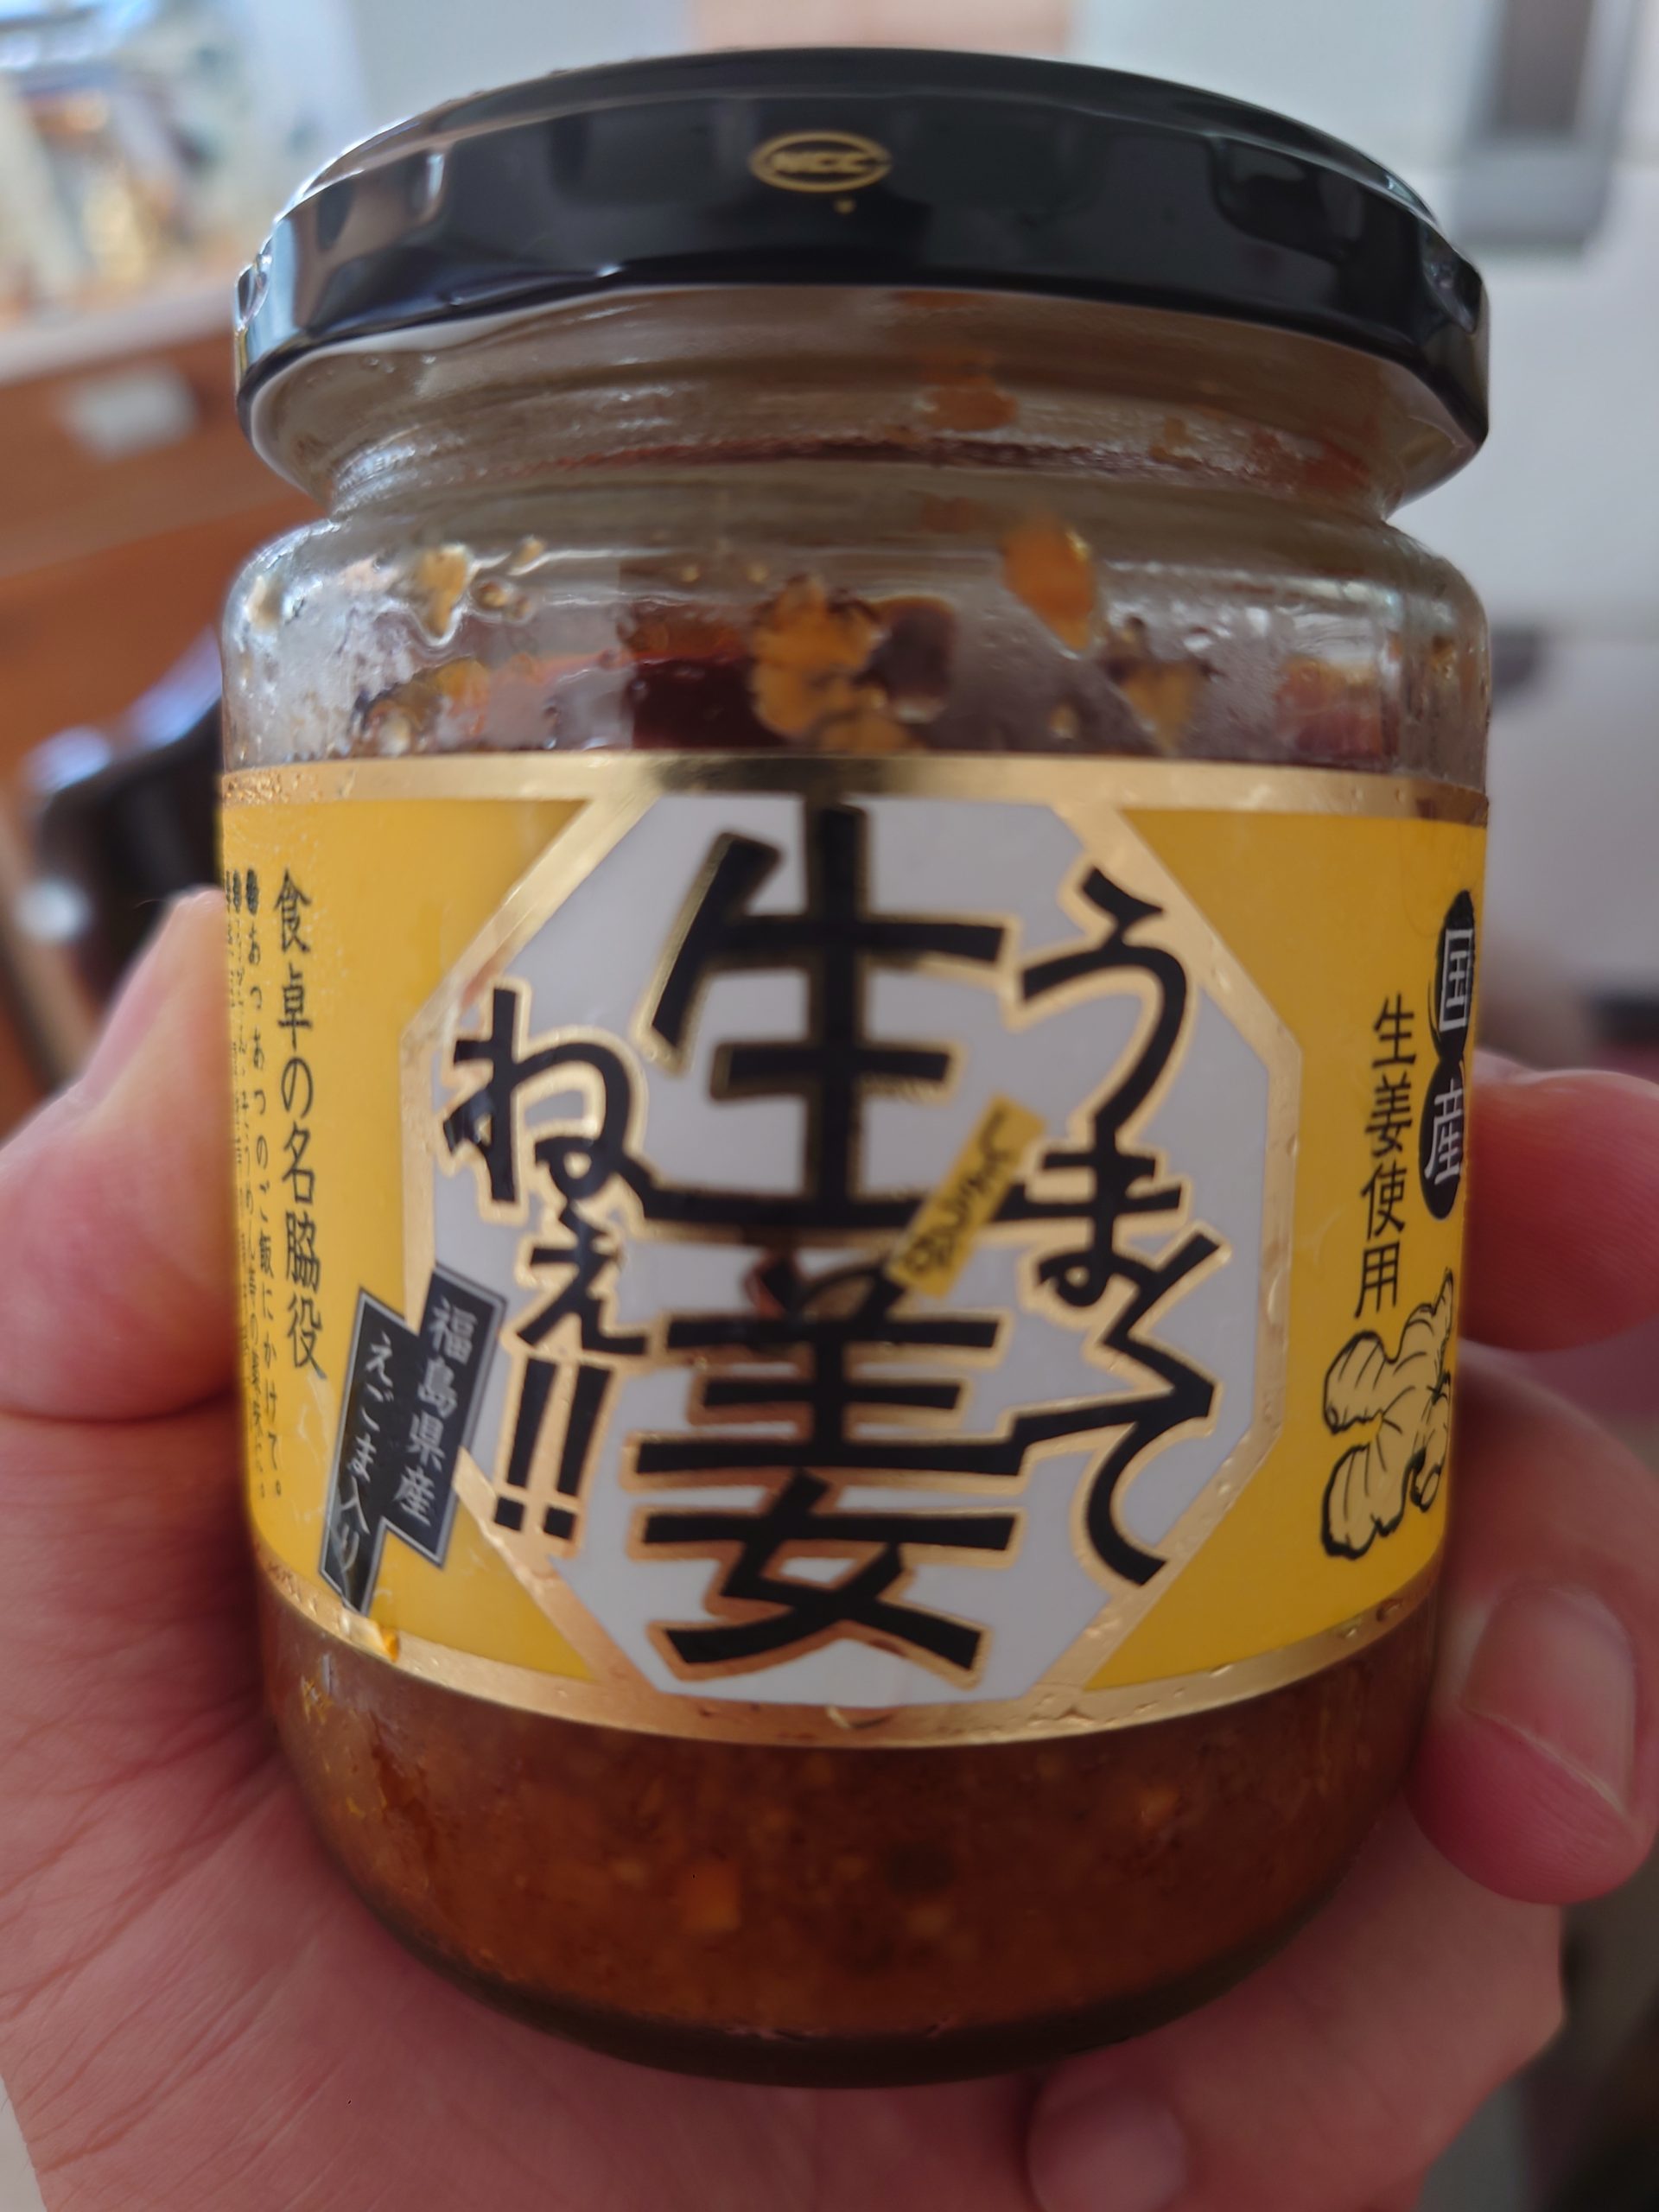 NCC
国産
生姜使用
うまくて
生姜
しょうが
ねぇ!!
福島県産
えごま入り
食卓の名脇役
あつあつのご飯にかけて。